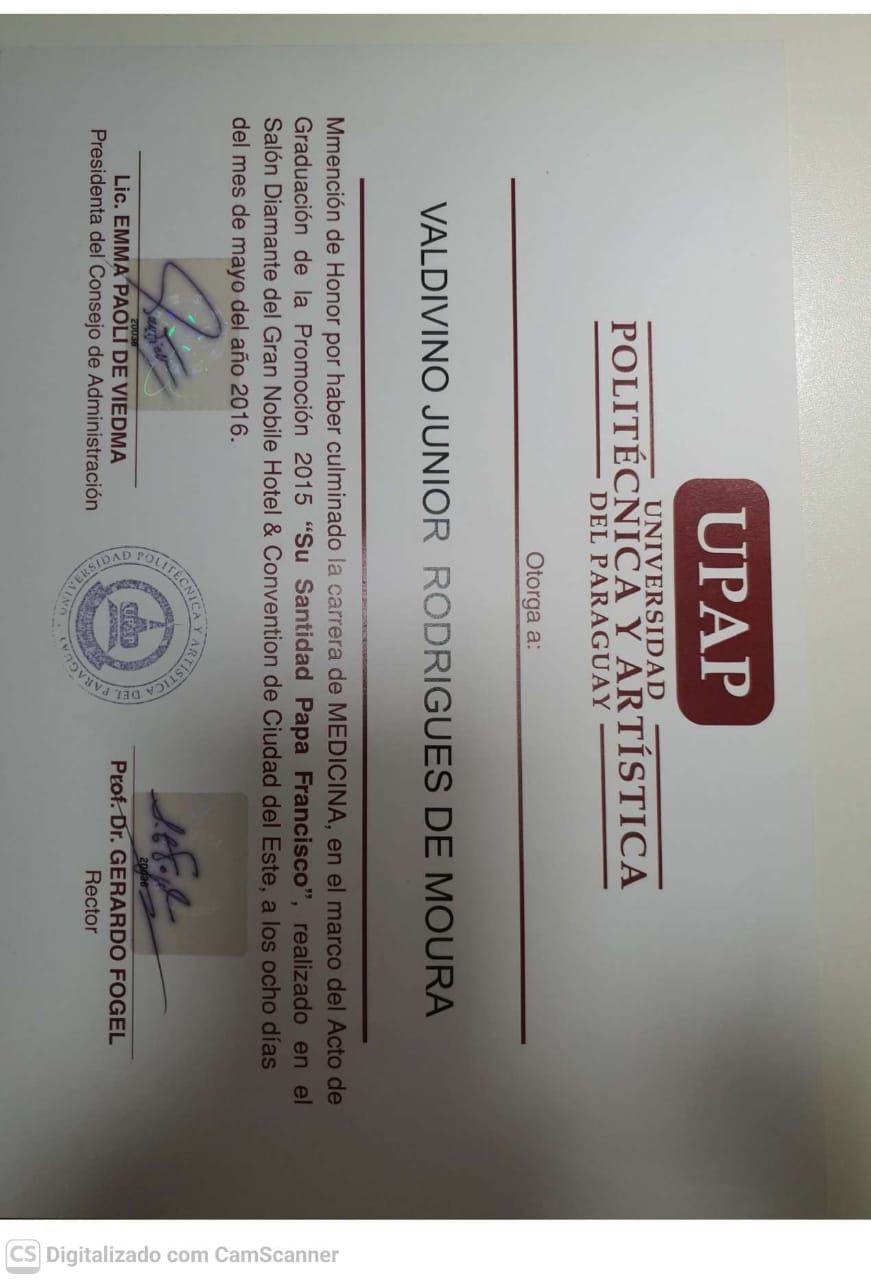 UPAP
UNIVERSIDAD
POLITÉCNICA Y ARTÍSTICA
DEL PARAGUAY
Otorga a:
VALDIVINO JUNIOR RODRIGUES DE MOURA
Mmención de Honor por haber culminado la carrera de MEDICINA, en el marco del Acto de
Graduación de la Promoción 2015 “Su Santidad Papa Francisco”, realizado en el
Salón Diamante del Gran Nobile Hotel & Convention de Ciudad del Este, a los ocho días
del mes de mayo del año 2016.
20036
Lic. EMMA PAOLI DE VIEDMA
Presidenta del Consejo de Administración
UNIVERSIDAD POLITÉCNICA Y ARTÍSTICA DEL PARAGUAY
UPAP
20036
Prof. Dr. GERARDO FOGEL
Rector
CS Digitalizado com CamScanner